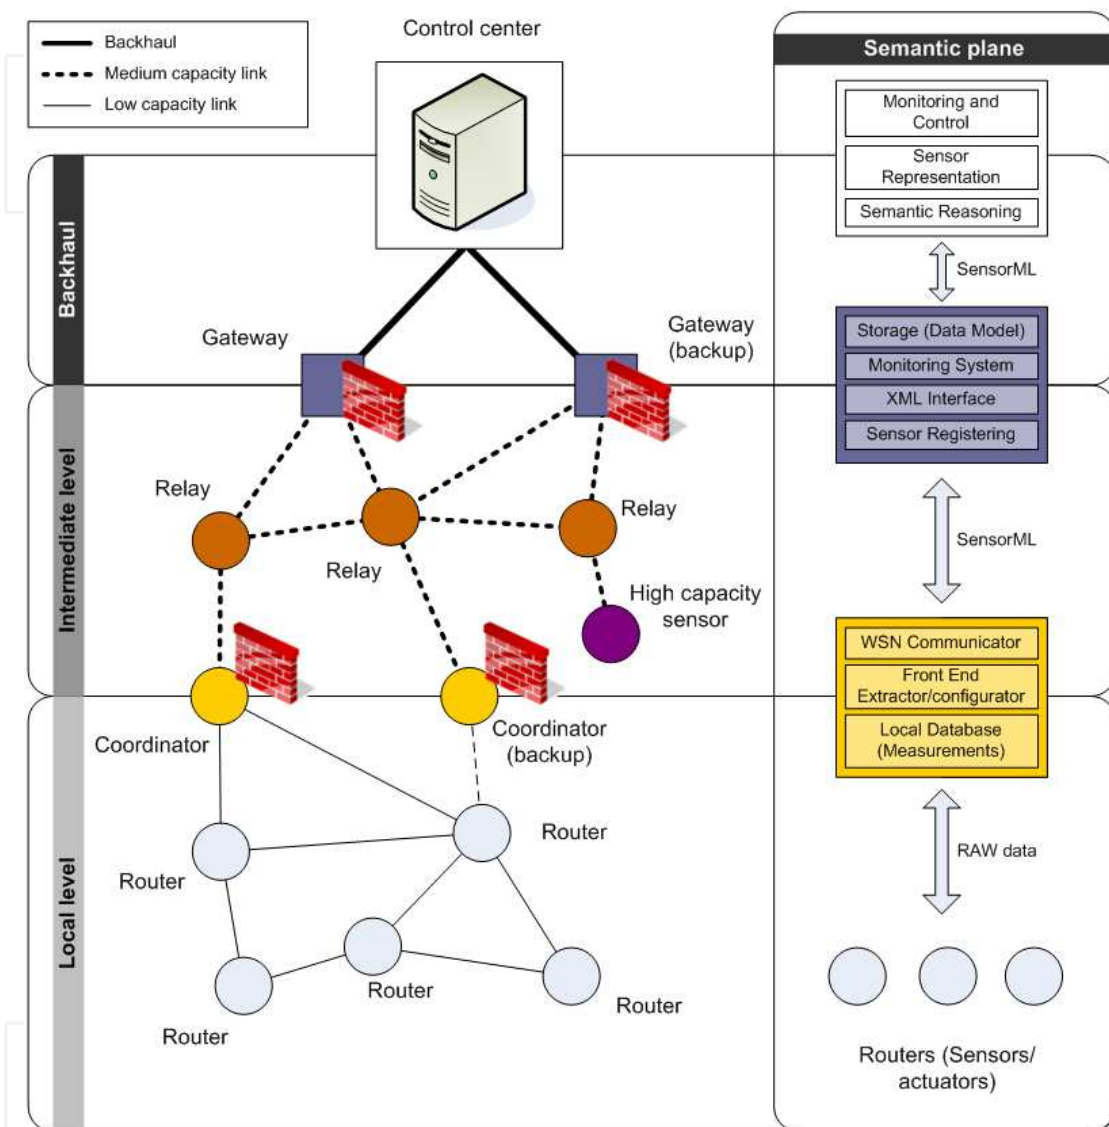 Backhaul
Medium capacity link
Low capacity link
Control center
Semantic plane
Monitoring and
Control
Sensor
Representation
Semantic Reasoning
SensorML
Backhaul
Gateway
Gateway
(backup)
Storage (Data Model)
Monitoring System
XML Interface
Sensor Registering
Intermediate level
Relay
Relay
Relay
High capacity
sensor
SensorML
WSN Communicator
Front End
Extractor/configurator
Local Database
(Measurements)
Coordinator
Coordinator
(backup)
Local level
Router
Router
Router
Router
Router
RAW data
Routers (Sensors/
actuators)